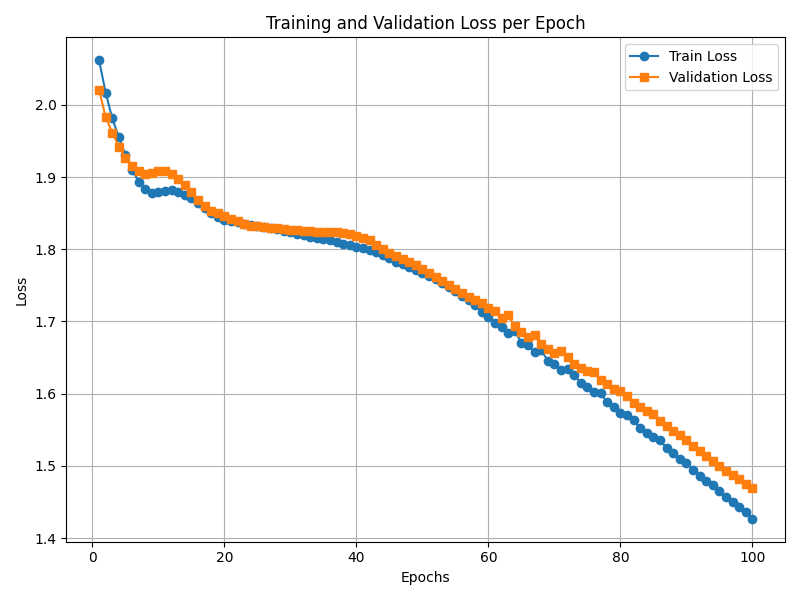 Training and Validation Loss per Epoch
Train Loss
Validation Loss
2.0
1.9
1.8
1.7
1.6
1.5
1.4
Loss
0
20
40
60
80
100
Epochs